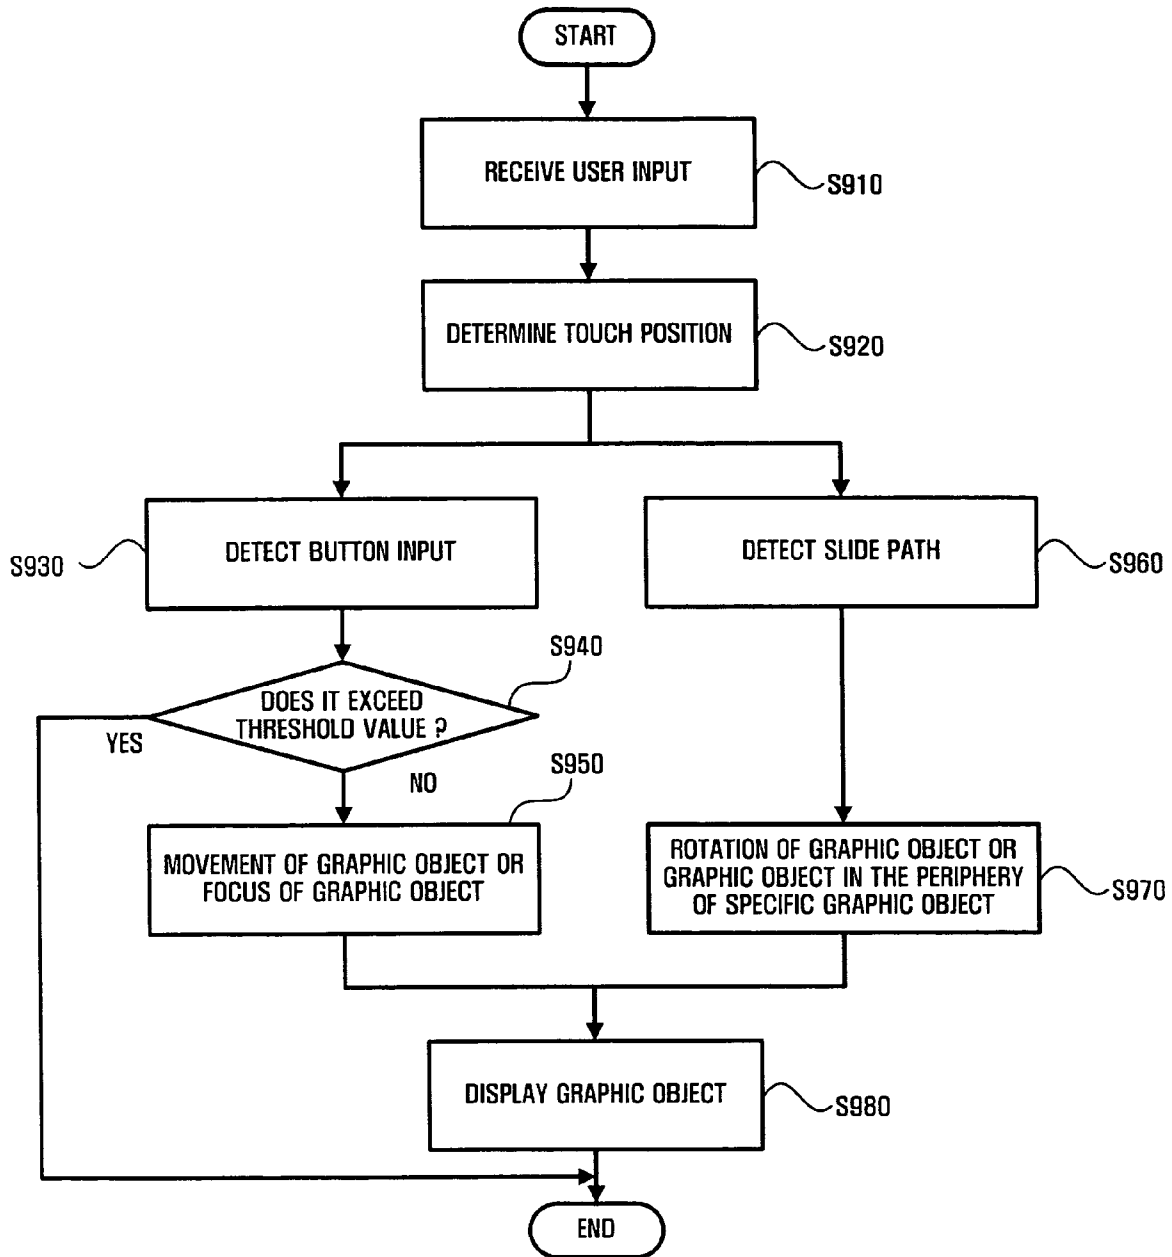 START
RECEIVE USER INPUT
S910
DETERMINE TOUCH POSITION
S920
DETECT BUTTON INPUT
S930
DETECT SLIDE PATH
S960
S940
DOES IT EXCEED
THRESHOLD VALUE ?
YES
NO
S950
MOVEMENT OF GRAPHIC OBJECT OR
FOCUS OF GRAPHIC OBJECT
ROTATION OF GRAPHIC OBJECT OR
GRAPHIC OBJECT IN THE PERIPHERY
OF SPECIFIC GRAPHIC OBJECT
S970
DISPLAY GRAPHIC OBJECT
S980
END